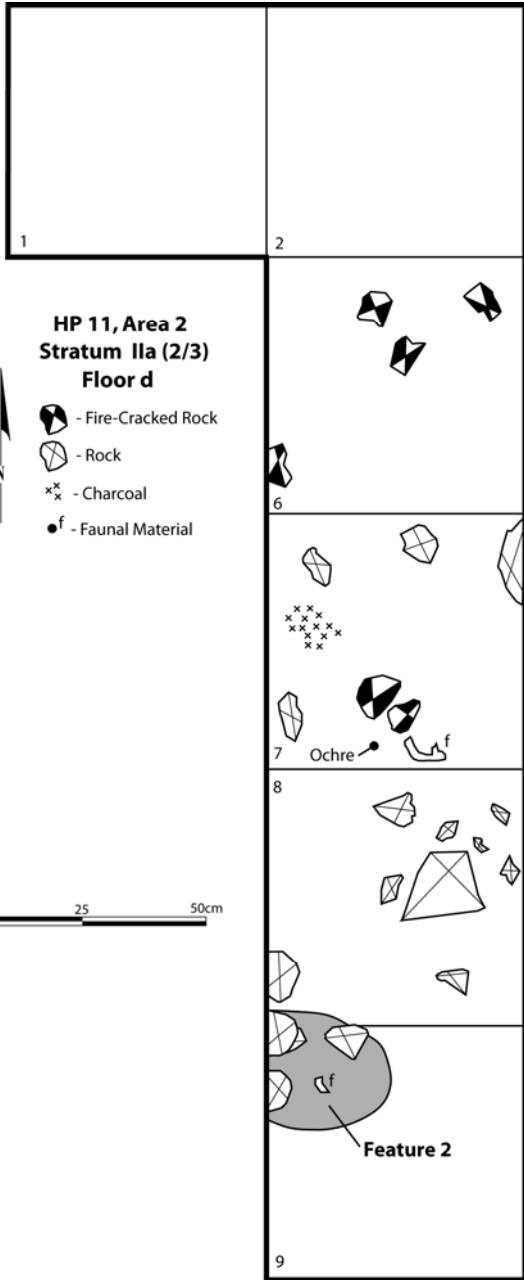 1
2
HP 11, Area 2
Stratum IIa (2/3)
Floor d
- Fire-Cracked Rock
- Rock
- Charcoal
f - Faunal Material
6
Ochre
f
7
8
25
50cm
f
Feature 2
9